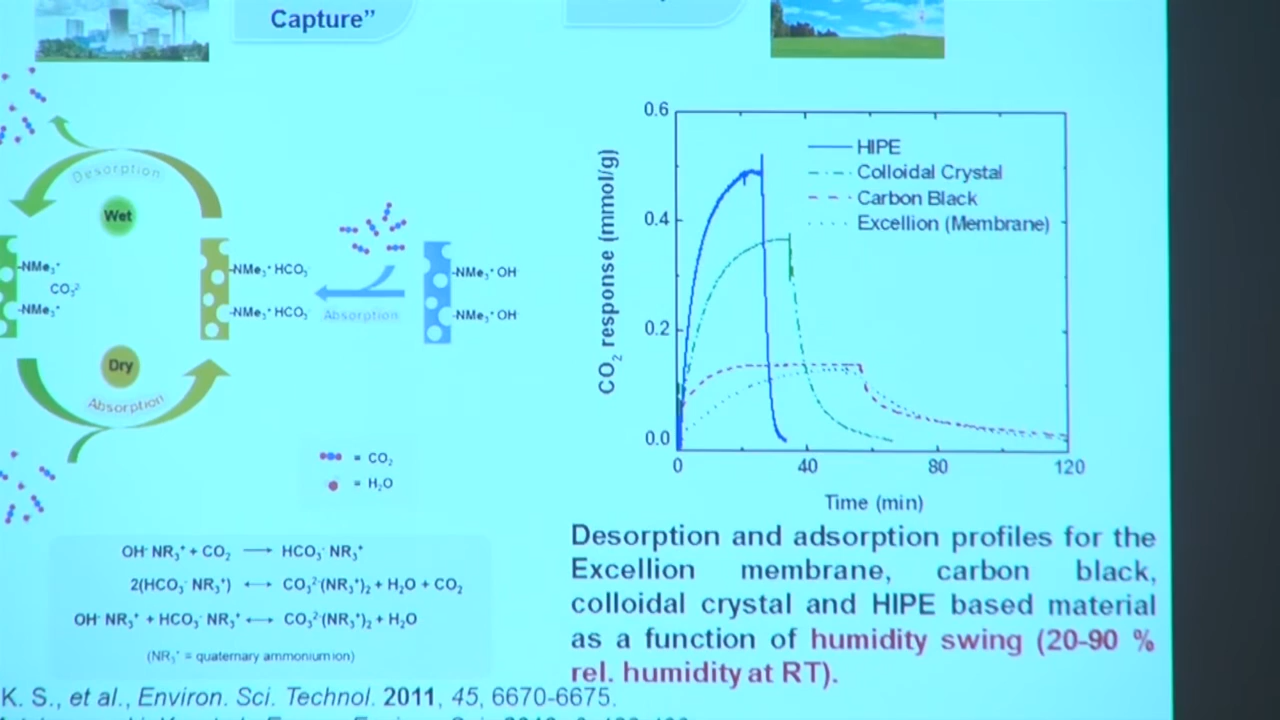 Capture”
Desorption
Wet
-NMe₃⁺
CO₃²
-NMe₃⁺
-NMe₃⁺ HCO₃⁻
-NMe₃⁺ HCO₃⁻
Absorption
-NMe₃⁺ OH⁻
-NMe₃⁺ OH⁻
Dry
Absorption
= CO₂
= H₂O
OH⁻ NR₃⁺ + CO₂ ⟶ HCO₃⁻ NR₃⁺
2(HCO₃⁻ NR₃⁺) ⟷ CO₃²⁻(NR₃⁺)₂ + H₂O + CO₂
OH⁻ NR₃⁺ + HCO₃⁻ NR₃⁺ ⟷ CO₃²⁻(NR₃⁺)₂ + H₂O
(NR₃⁺ = quaternary ammonium ion)
CO₂ response (mmol/g)
0.6
0.4
0.2
0.0
HIPE
Colloidal Crystal
Carbon Black
Excellion (Membrane)
0 40 80 120
Time (min)
Desorption and adsorption profiles for the
Excellion membrane, carbon black,
colloidal crystal and HIPE based material
as a function of humidity swing (20-90 %
rel. humidity at RT).
K. S., et al., Environ. Sci. Technol. 2011, 45, 6670-6675.